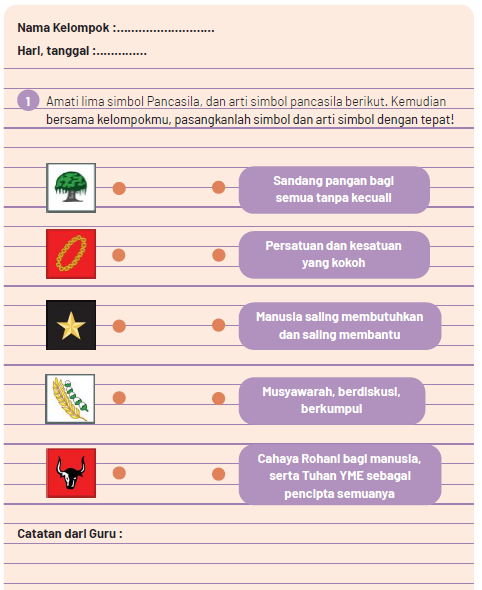 Nama Kelompok :...........................
Hari, tanggal :..............
1 Amati lima simbol Pancasila, dan arti simbol pancasila berikut. Kemudian
bersama kelompokmu, pasangkanlah simbol dan arti simbol dengan tepat!
Sandang pangan bagi
semua tanpa kecuali
Persatuan dan kesatuan
yang kokoh
Manusia saling membutuhkan
dan saling membantu
Musyawarah, berdiskusi,
berkumpul
Cahaya Rohani bagi manusia,
serta Tuhan YME sebagai
pencipta semuanya
Catatan dari Guru :